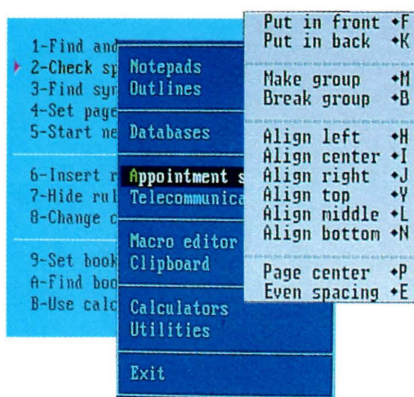 1-Find and
2-Check sp
3-Find syn
4-Set page
5-Start ne
6-Insert r
7-Hide rul
8-Change c
9-Set book
A-Find boo
B-Use calc
Notepads
Outlines
Databases
Appointment s
Telecommunica
Macro editor
Clipboard
Calculators
Utilities
Exit
Put in front ◆F
Put in back ◆K
Make group ◆M
Break group ◆B
Align left ◆H
Align center ◆I
Align right ◆J
Align top ◆Y
Align middle ◆L
Align bottom ◆N
Page center ◆P
Even spacing ◆E